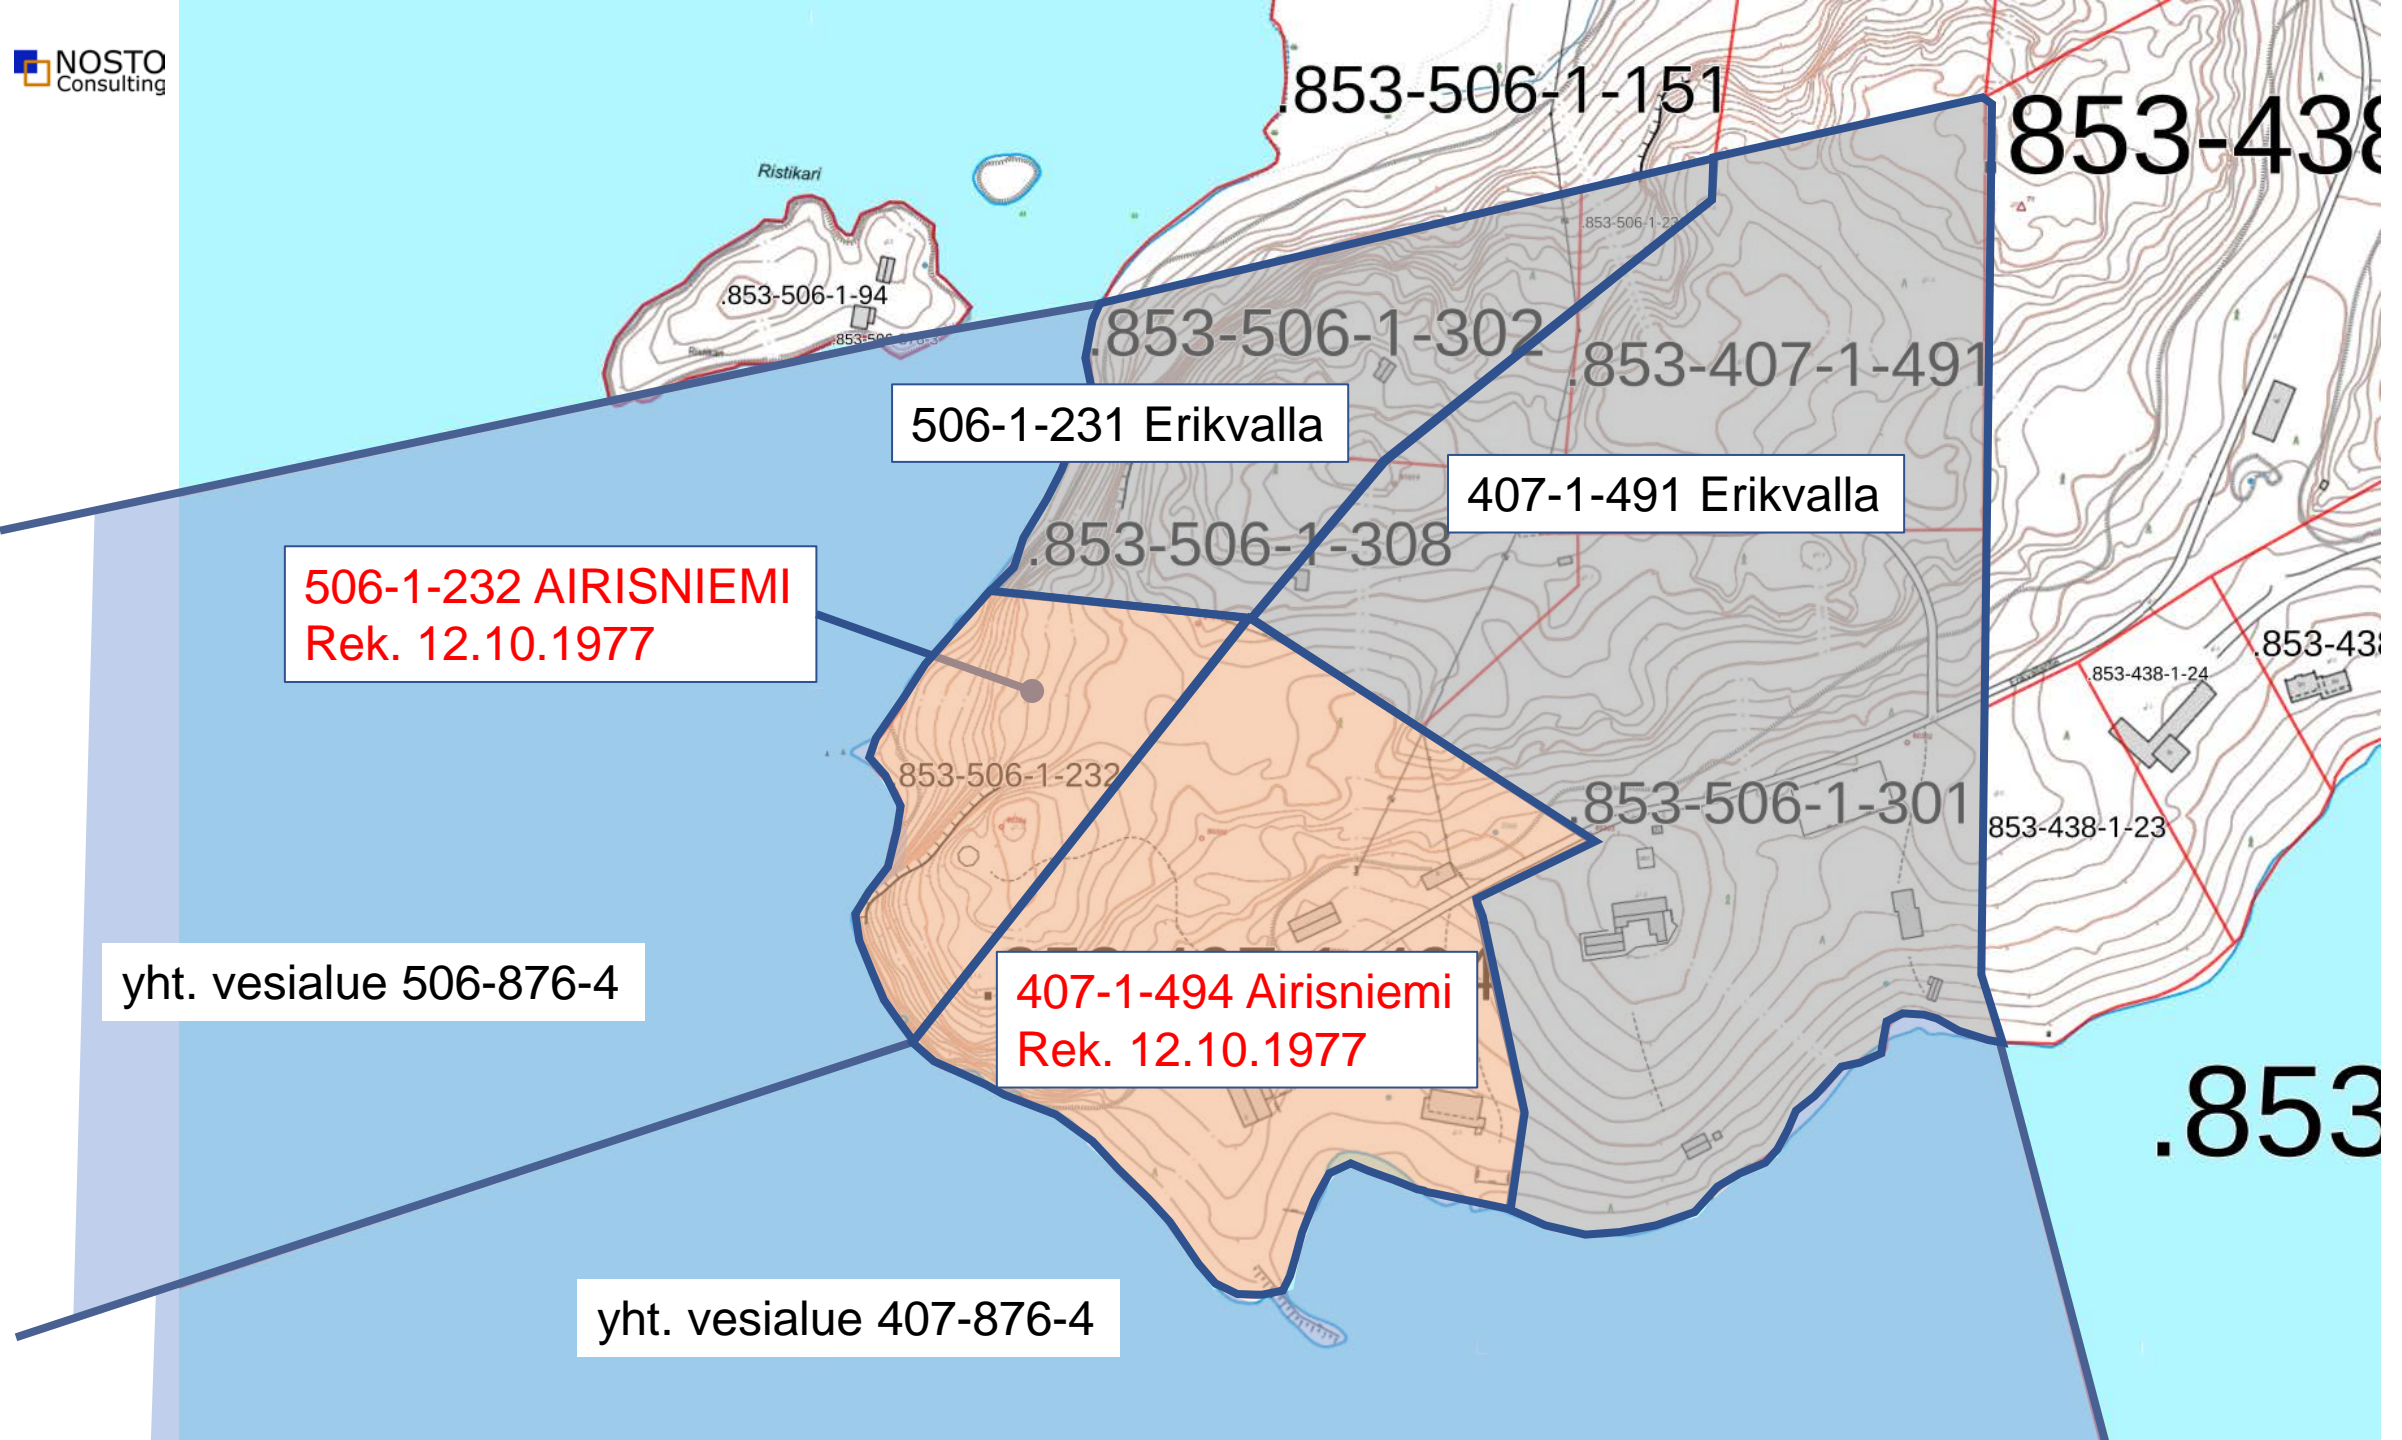 NOSTO
Consulting
.853-506-1-151
853-438
Ristikari
.853-506-1-94
.853-506-1-302
.853-407-1-491
506-1-231 Erikvalla
407-1-491 Erikvalla
.853-506-1-308
506-1-232 AIRISNIEMI
Rek. 12.10.1977
.853-438
.853-438-1-24
853-506-1-232
.853-506-1-301
853-438-1-23
yht. vesialue 506-876-4
407-1-494 Airisniemi
Rek. 12.10.1977
.853
yht. vesialue 407-876-4